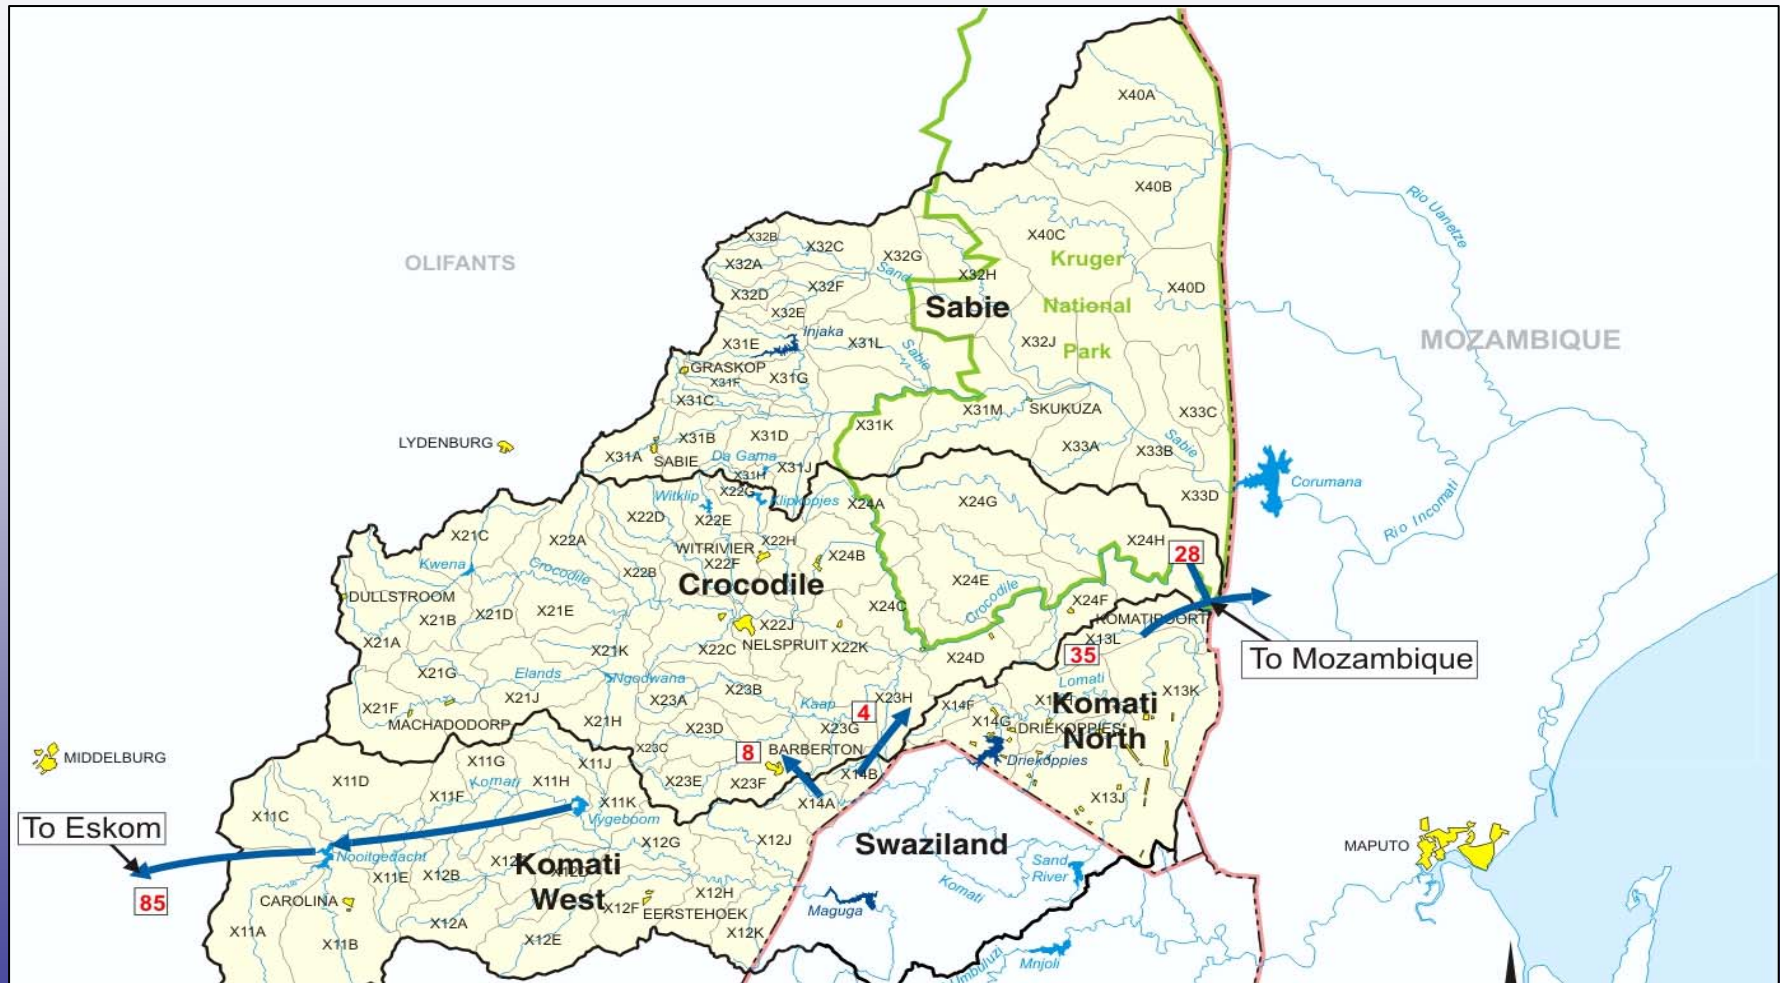 X40A
X40B
Rio Uanetze
X32B
X32C
X32G
X40C
OLIFANTS
X32A
Sand
X32H
Kruger
X32D
X32F
X40D
X32E
Sabie
National
Injaka
MOZAMBIQUE
X31E
X31L
Sabie
X32J
Park
GRASKOP
X31F
X31G
X31C
X31M
SKUKUZA
X33C
X31K
LYDENBURG
X31B
X31D
X33A
Sabie
X33B
X31A
SABIE
Da Gama
X31J
X31H
Corumana
Witklip
X22G
Klipkopjes
X24A
X24G
X33D
Rio Incomati
X22D
X22E
X21C
X22A
X22H
X24H
WITRIVIER
X24B
28
Kwena
Crocodile
X22B
X22F
Crocodile
X24E
Crocodile
DULLSTROOM
X21B
X21D
X21E
X24C
X24F
KOMATIPOORT
X22J
X21A
NELSPRUIT
X22K
X13L
X21K
X22C
X24D
35
To Mozambique
X21G
Elands
Ngodwana
Lomati
X21F
X21J
X23A
X23B
Kaap
X23H
X14F
Komati
X13K
MACHADODORP
X21H
4
X14G
DRIEKOPPIES
X23D
X23G
North
X23C
8
BARBERTON
Driekoppies
MIDDELBURG
X11G
X11J
X11D
Komati
X11H
X23E
X23F
X14B
X11F
X11K
X14A
X13J
X11C
Vygeboom
To Eskom
X12G
X12J
Swaziland
MAPUTO
Nooitgedacht
Komati
Sand
River
X11E
X12B
X12H
Komati
85
CAROLINA
West
X12F
EERSTEHOEK
Maguga
X11A
X12A
X12K
X11B
X12E
Umbuluzi
Mnjoli